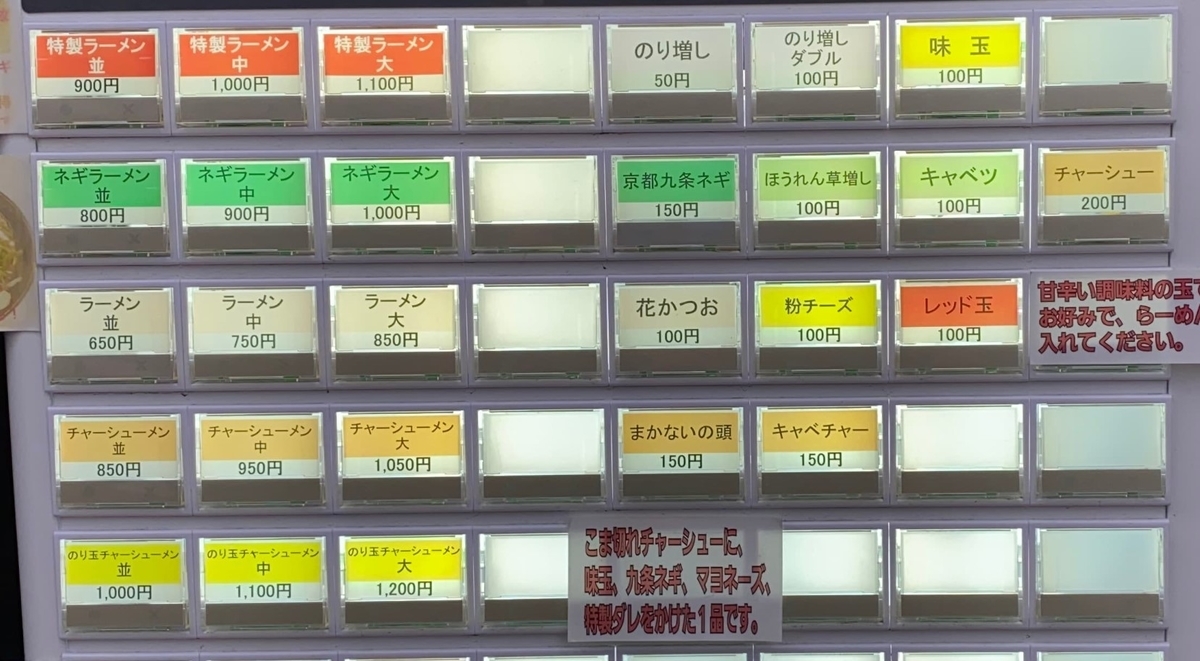 特製ラーメン
並
900円
特製ラーメン
中
1,000円
特製ラーメン
大
1,100円
のり増し
50円
のり増し
ダブル
100円
味 玉
100円
ネギラーメン
並
800円
ネギラーメン
中
900円
ネギラーメン
大
1,000円
京都九条ネギ
150円
ほうれん草増し
100円
キャベツ
100円
チャーシュー
200円
ラーメン
並
650円
ラーメン
中
750円
ラーメン
大
850円
花かつお
100円
粉チーズ
100円
レッド玉
100円
甘辛い調味料の玉で
お好みで、らーめん
入れてください。
チャーシューメン
並
850円
チャーシューメン
中
950円
チャーシューメン
大
1,050円
まかないの頭
150円
キャベチャー
150円
のり玉チャーシューメン
並
1,000円
のり玉チャーシューメン
中
1,100円
のり玉チャーシューメン
大
1,200円
こま切れチャーシューに、
味玉、九条ネギ、マヨネーズ、
特製ダレをかけた1品です。